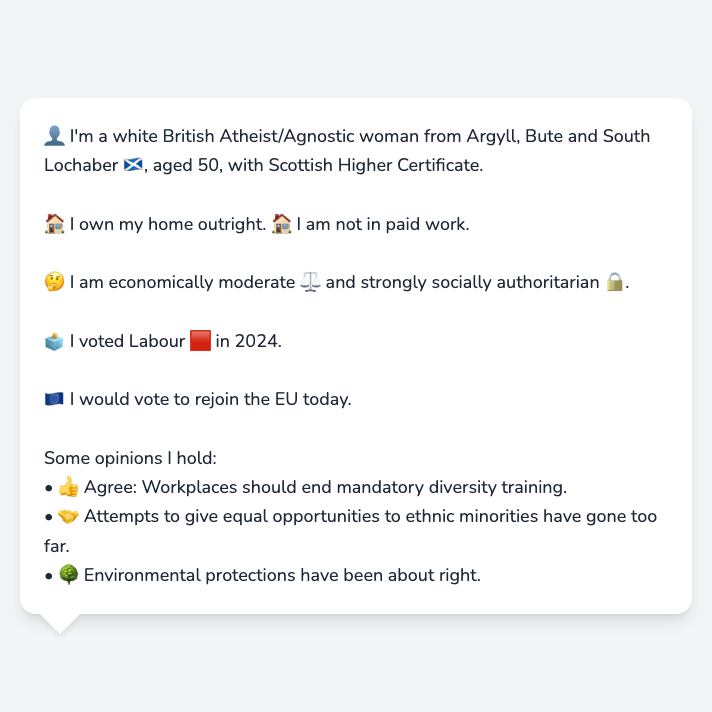 👤 I'm a white British Atheist/Agnostic woman from Argyll, Bute and South
Lochaber 🏴󠁧󠁢󠁳󠁣󠁴󠁿, aged 50, with Scottish Higher Certificate.
🏠 I own my home outright. 🏠 I am not in paid work.
🤔 I am economically moderate ⚖️ and strongly socially authoritarian 🔒.
🗳️ I voted Labour 🟥 in 2024.
🇪🇺 I would vote to rejoin the EU today.
Some opinions I hold:
• 👍 Agree: Workplaces should end mandatory diversity training.
• 🤝 Attempts to give equal opportunities to ethnic minorities have gone too
far.
• 🌳 Environmental protections have been about right.